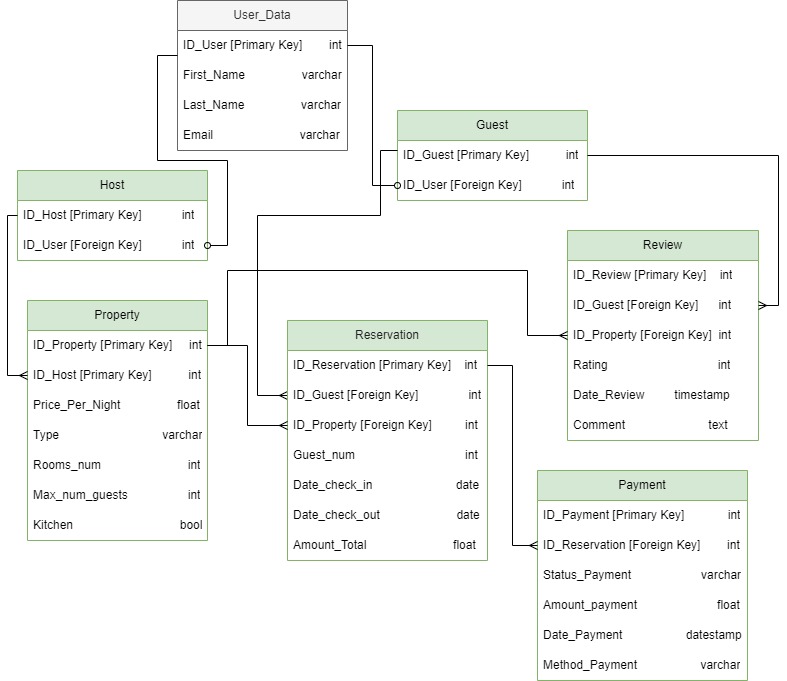 User_Data
ID_User [Primary Key] int
First_Name varchar
Last_Name varchar
Email varchar
Guest
ID_Guest [Primary Key] int
ID_User [Foreign Key] int
Host
ID_Host [Primary Key] int
ID_User [Foreign Key] int
Review
ID_Review [Primary Key] int
ID_Guest [Foreign Key] int
ID_Property [Foreign Key] int
Rating int
Date_Review timestamp
Comment text
Property
ID_Property [Primary Key] int
ID_Host [Primary Key] int
Price_Per_Night float
Type varchar
Rooms_num int
Max_num_guests int
Kitchen bool
Reservation
ID_Reservation [Primary Key] int
ID_Guest [Foreign Key] int
ID_Property [Foreign Key] int
Guest_num int
Date_check_in date
Date_check_out date
Amount_Total float
Payment
ID_Payment [Primary Key] int
ID_Reservation [Foreign Key] int
Status_Payment varchar
Amount_payment float
Date_Payment datestamp
Method_Payment varchar